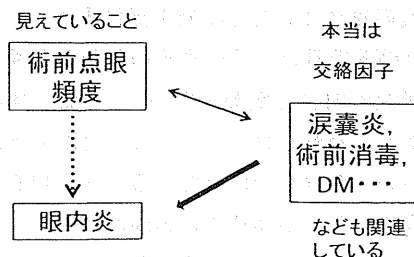 見えていること
術前点眼
頻度
眼内炎
本当は
交絡因子
涙嚢炎,
術前消毒,
DM・・・
なども関連
している